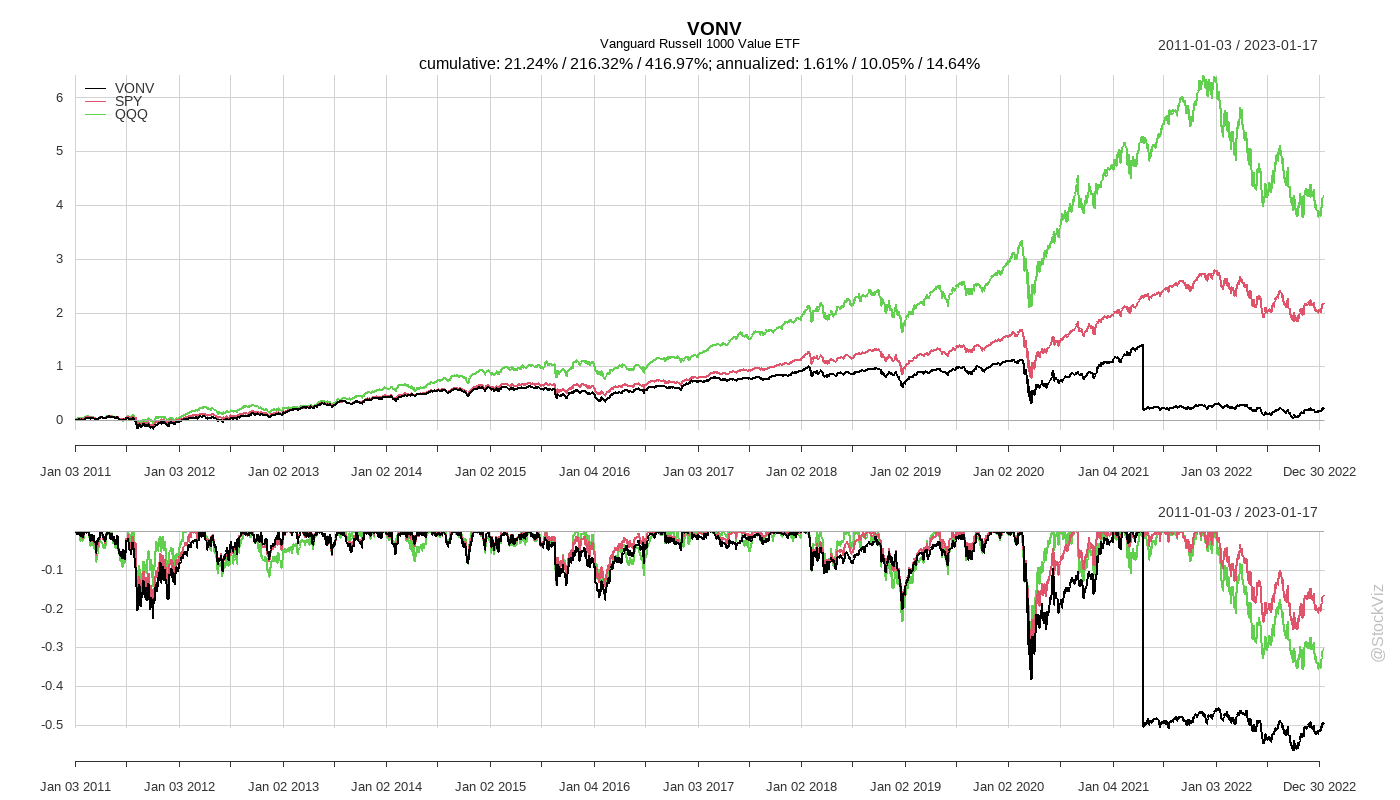 VONV
Vanguard Russell 1000 Value ETF
2011-01-03 / 2023-01-17
cumulative: 21.24% / 216.32% / 416.97%; annualized: 1.61% / 10.05% / 14.64%
VONV
SPY
QQQ
6
5
4
3
2
1
0
Jan 03 2011 Jan 03 2012 Jan 02 2013 Jan 02 2014 Jan 02 2015 Jan 04 2016 Jan 03 2017 Jan 02 2018 Jan 02 2019 Jan 02 2020 Jan 04 2021 Jan 03 2022 Dec 30 2022
2011-01-03 / 2023-01-17
-0.1
-0.2
-0.3
-0.4
-0.5
Jan 03 2011 Jan 03 2012 Jan 02 2013 Jan 02 2014 Jan 02 2015 Jan 04 2016 Jan 03 2017 Jan 02 2018 Jan 02 2019 Jan 02 2020 Jan 04 2021 Jan 03 2022 Dec 30 2022
@StockViz